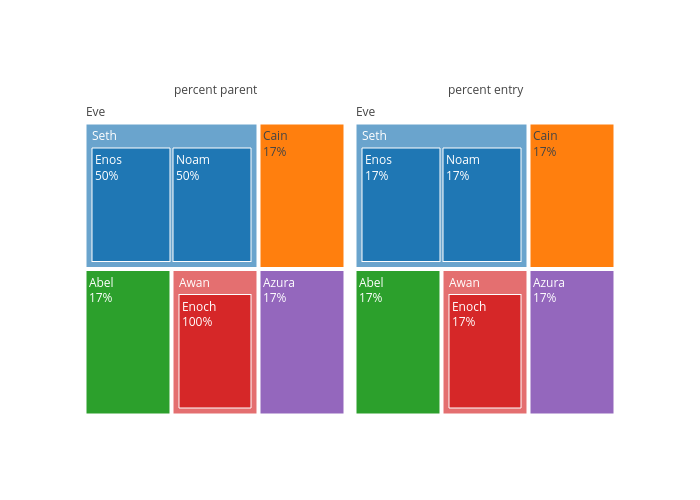 percent parent
Eve
Seth
Enos
50%
Noam
50%
Cain
17%
Abel
17%
Awan
Enoch
100%
Azura
17%
percent entry
Eve
Seth
Enos
17%
Noam
17%
Cain
17%
Abel
17%
Awan
Enoch
17%
Azura
17%